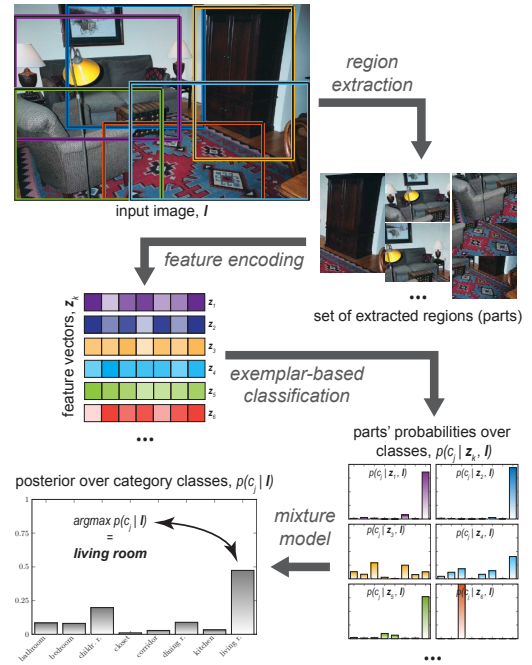 region
extraction
input image, I
feature encoding
...
set of extracted regions (parts)
feature vectors, z_k
z_1
z_2
z_3
z_4
z_5
z_6
...
exemplar-based
classification
parts' probabilities over
classes, p(c_j | z_k, I)
p(c_j | z_1, I)
p(c_j | z_2, I)
p(c_j | z_3, I)
p(c_j | z_4, I)
p(c_j | z_5, I)
p(c_j | z_6, I)
...
mixture
model
posterior over category classes, p(c_j | I)
1
0.75
0.5
0.25
0
argmax p(c_j | I)
=
living room
bathroom
bedroom
childr. r.
closet
corridor
dining r.
kitchen
living r.